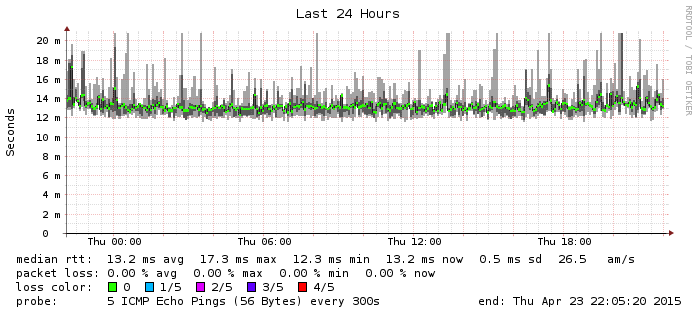 Last 24 Hours
RRDTOOL / TOBI OETIKER
Seconds
20 m
18 m
16 m
14 m
12 m
10 m
8 m
6 m
4 m
2 m
0
Thu 00:00 Thu 06:00 Thu 12:00 Thu 18:00
median rtt: 13.2 ms avg 17.3 ms max 12.3 ms min 13.2 ms now 0.5 ms sd 26.5 am/s
packet loss: 0.00 % avg 0.00 % max 0.00 % min 0.00 % now
loss color: 0 1/5 2/5 3/5 4/5
probe: 5 ICMP Echo Pings (56 Bytes) every 300s end: Thu Apr 23 22:05:20 2015